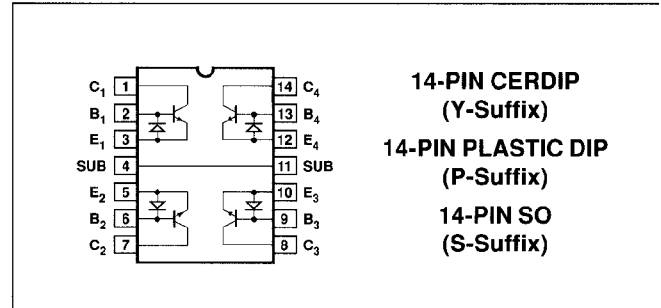 C1 1 14 C4
B1 2 13 B4
E1 3 12 E4
SUB 4 11 SUB
E2 5 10 E3
B2 6 9 B3
C2 7 8 C3
14-PIN CERDIP
(Y-Suffix)
14-PIN PLASTIC DIP
(P-Suffix)
14-PIN SO
(S-Suffix)